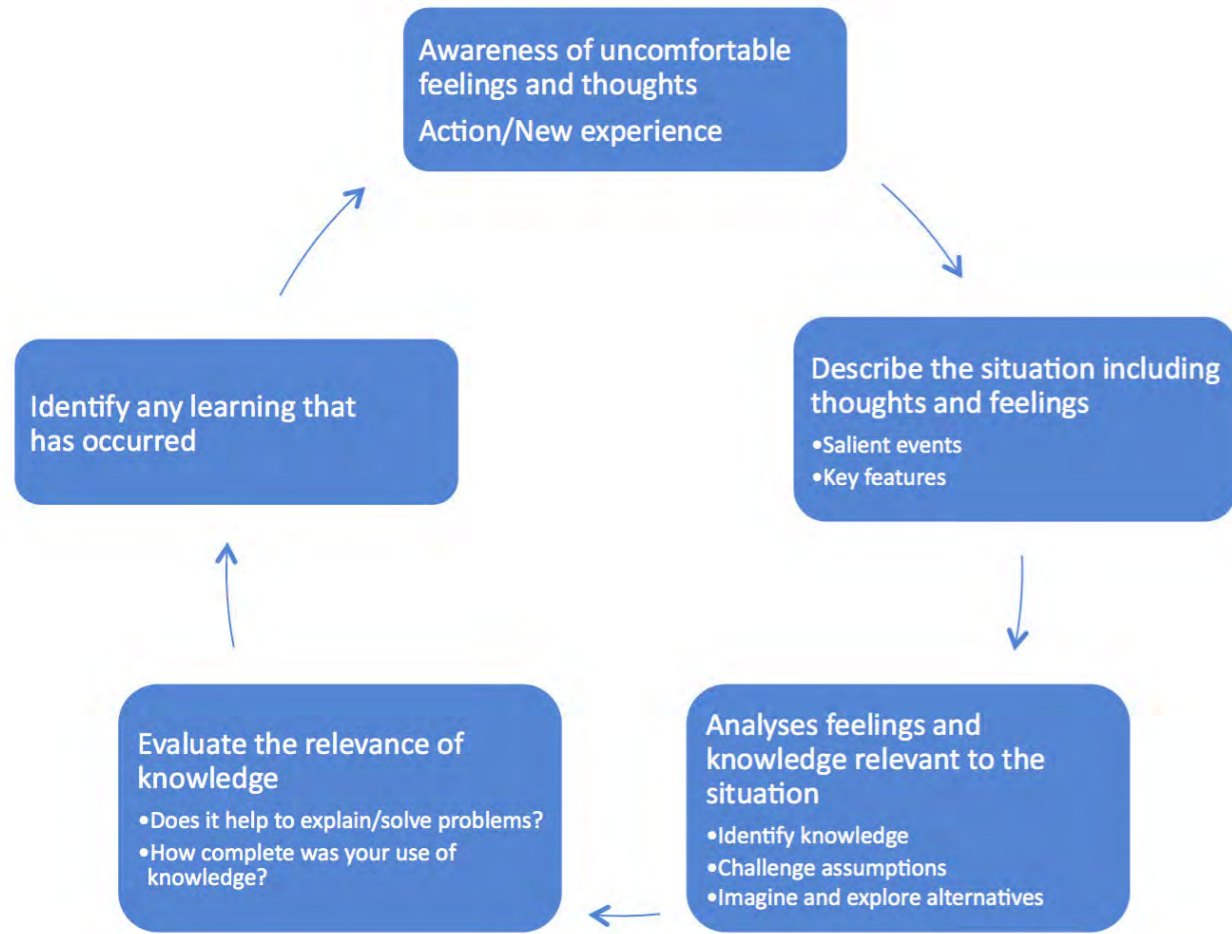 Awareness of uncomfortable
feelings and thoughts
Action/New experience
Describe the situation including
thoughts and feelings
•Salient events
•Key features
Analyses feelings and
knowledge relevant to the
situation
•Identify knowledge
•Challenge assumptions
•Imagine and explore alternatives
Evaluate the relevance of
knowledge
•Does it help to explain/solve problems?
•How complete was your use of
knowledge?
Identify any learning that
has occurred